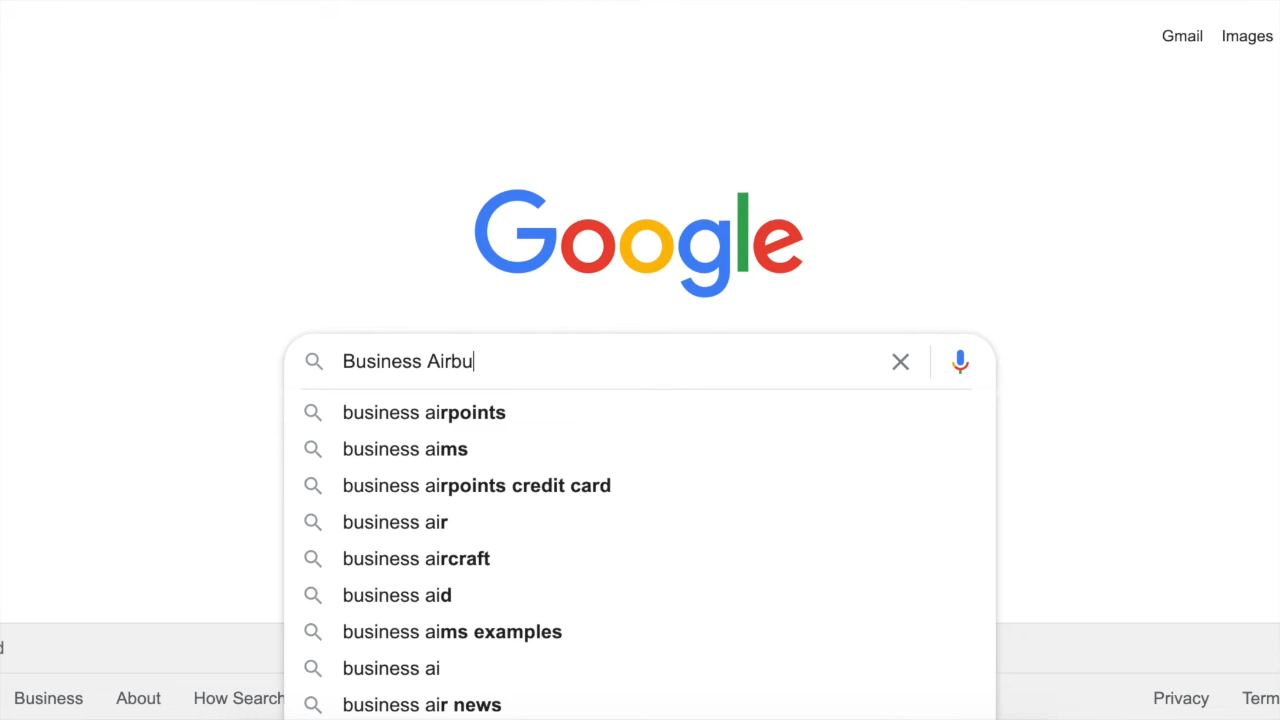 Gmail Images
Google
Business Airbu
business airpoints
business aims
business airpoints credit card
business air
business aircraft
business aid
business aims examples
business ai
business air news
d
Business About How Search Privacy Term